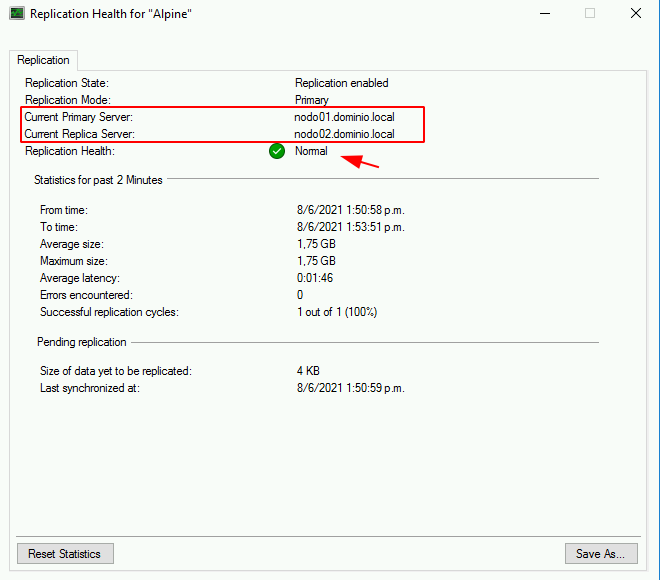 Replication Health for "Alpine"
Replication
Replication State: Replication enabled
Replication Mode: Primary
Current Primary Server: nodo01.dominio.local
Current Replica Server: nodo02.dominio.local
Replication Health: Normal
Statistics for past 2 Minutes
From time: 8/6/2021 1:50:58 p.m.
To time: 8/6/2021 1:53:51 p.m.
Average size: 1,75 GB
Maximum size: 1,75 GB
Average latency: 0:01:46
Errors encountered: 0
Successful replication cycles: 1 out of 1 (100%)
Pending replication
Size of data yet to be replicated: 4 KB
Last synchronized at: 8/6/2021 1:50:59 p.m.
Reset Statistics Save As...